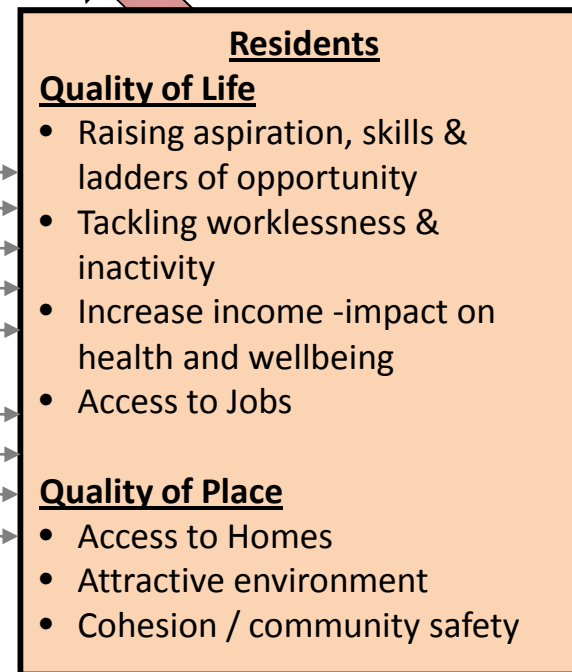 Residents
Quality of Life
• Raising aspiration, skills &
ladders of opportunity
• Tackling worklessness &
inactivity
• Increase income -impact on
health and wellbeing
• Access to Jobs
Quality of Place
• Access to Homes
• Attractive environment
• Cohesion / community safety